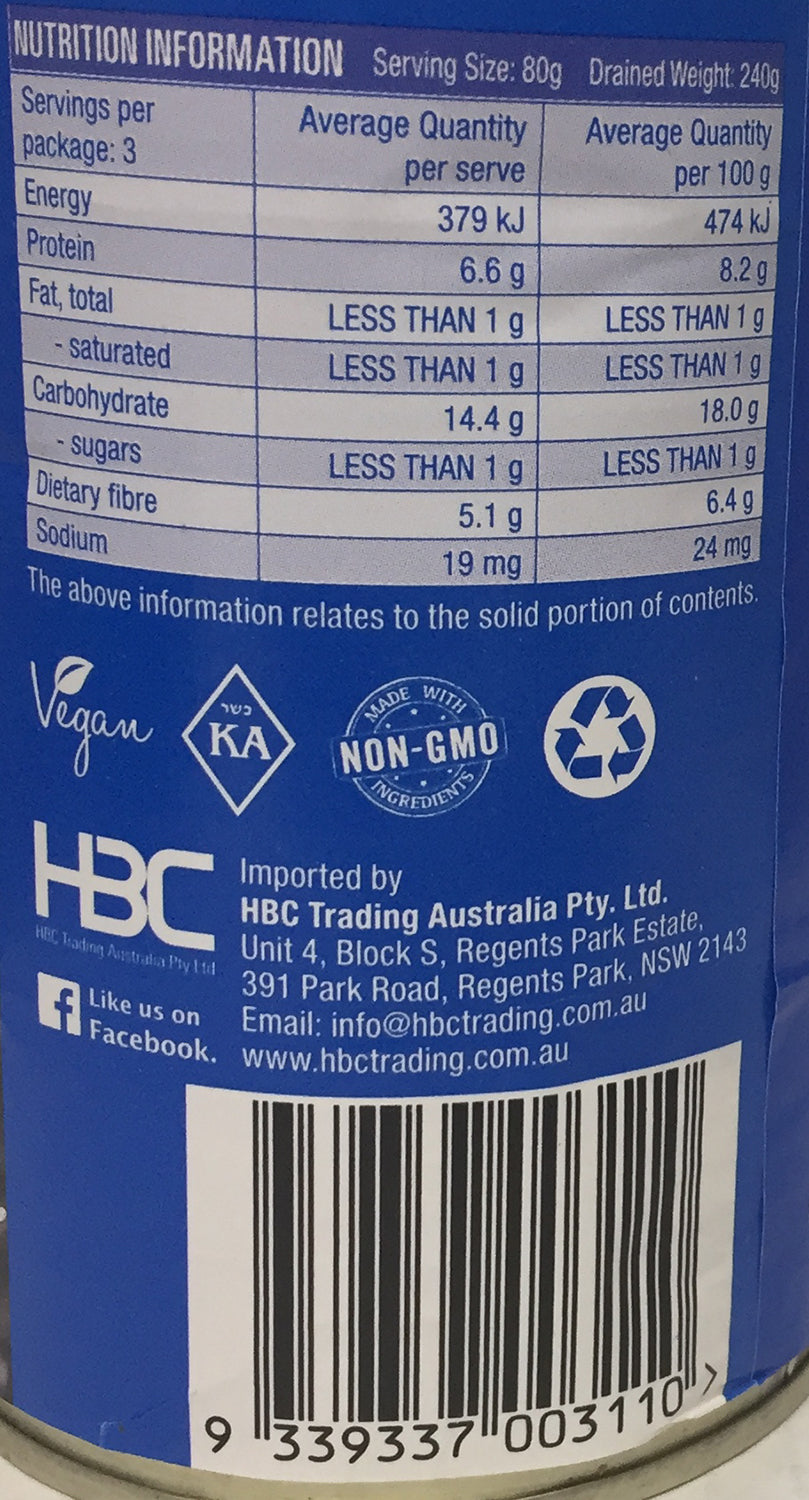 NUTRITION INFORMATION Serving Size: 80g Drained Weight: 240g
Servings per package: 3 Average Quantity per serve Average Quantity per 100 g
Energy 379 kJ 474 kJ
Protein 6.6 g 8.2 g
Fat, total LESS THAN 1 g LESS THAN 1 g
- saturated LESS THAN 1 g LESS THAN 1 g
Carbohydrate 14.4 g 18.0 g
- sugars LESS THAN 1 g LESS THAN 1 g
Dietary fibre 5.1 g 6.4 g
Sodium 19 mg 24 mg
The above information relates to the solid portion of contents.
Vegan
כשר
KA
MADE WITH
NON-GMO
INGREDIENTS
HBC
HBC Trading Australia Pty Ltd
Imported by
HBC Trading Australia Pty. Ltd.
Unit 4, Block S, Regents Park Estate,
391 Park Road, Regents Park, NSW 2143
Email: info@hbctrading.com.au
www.hbctrading.com.au
f Like us on
Facebook.
9 339337 003110 >